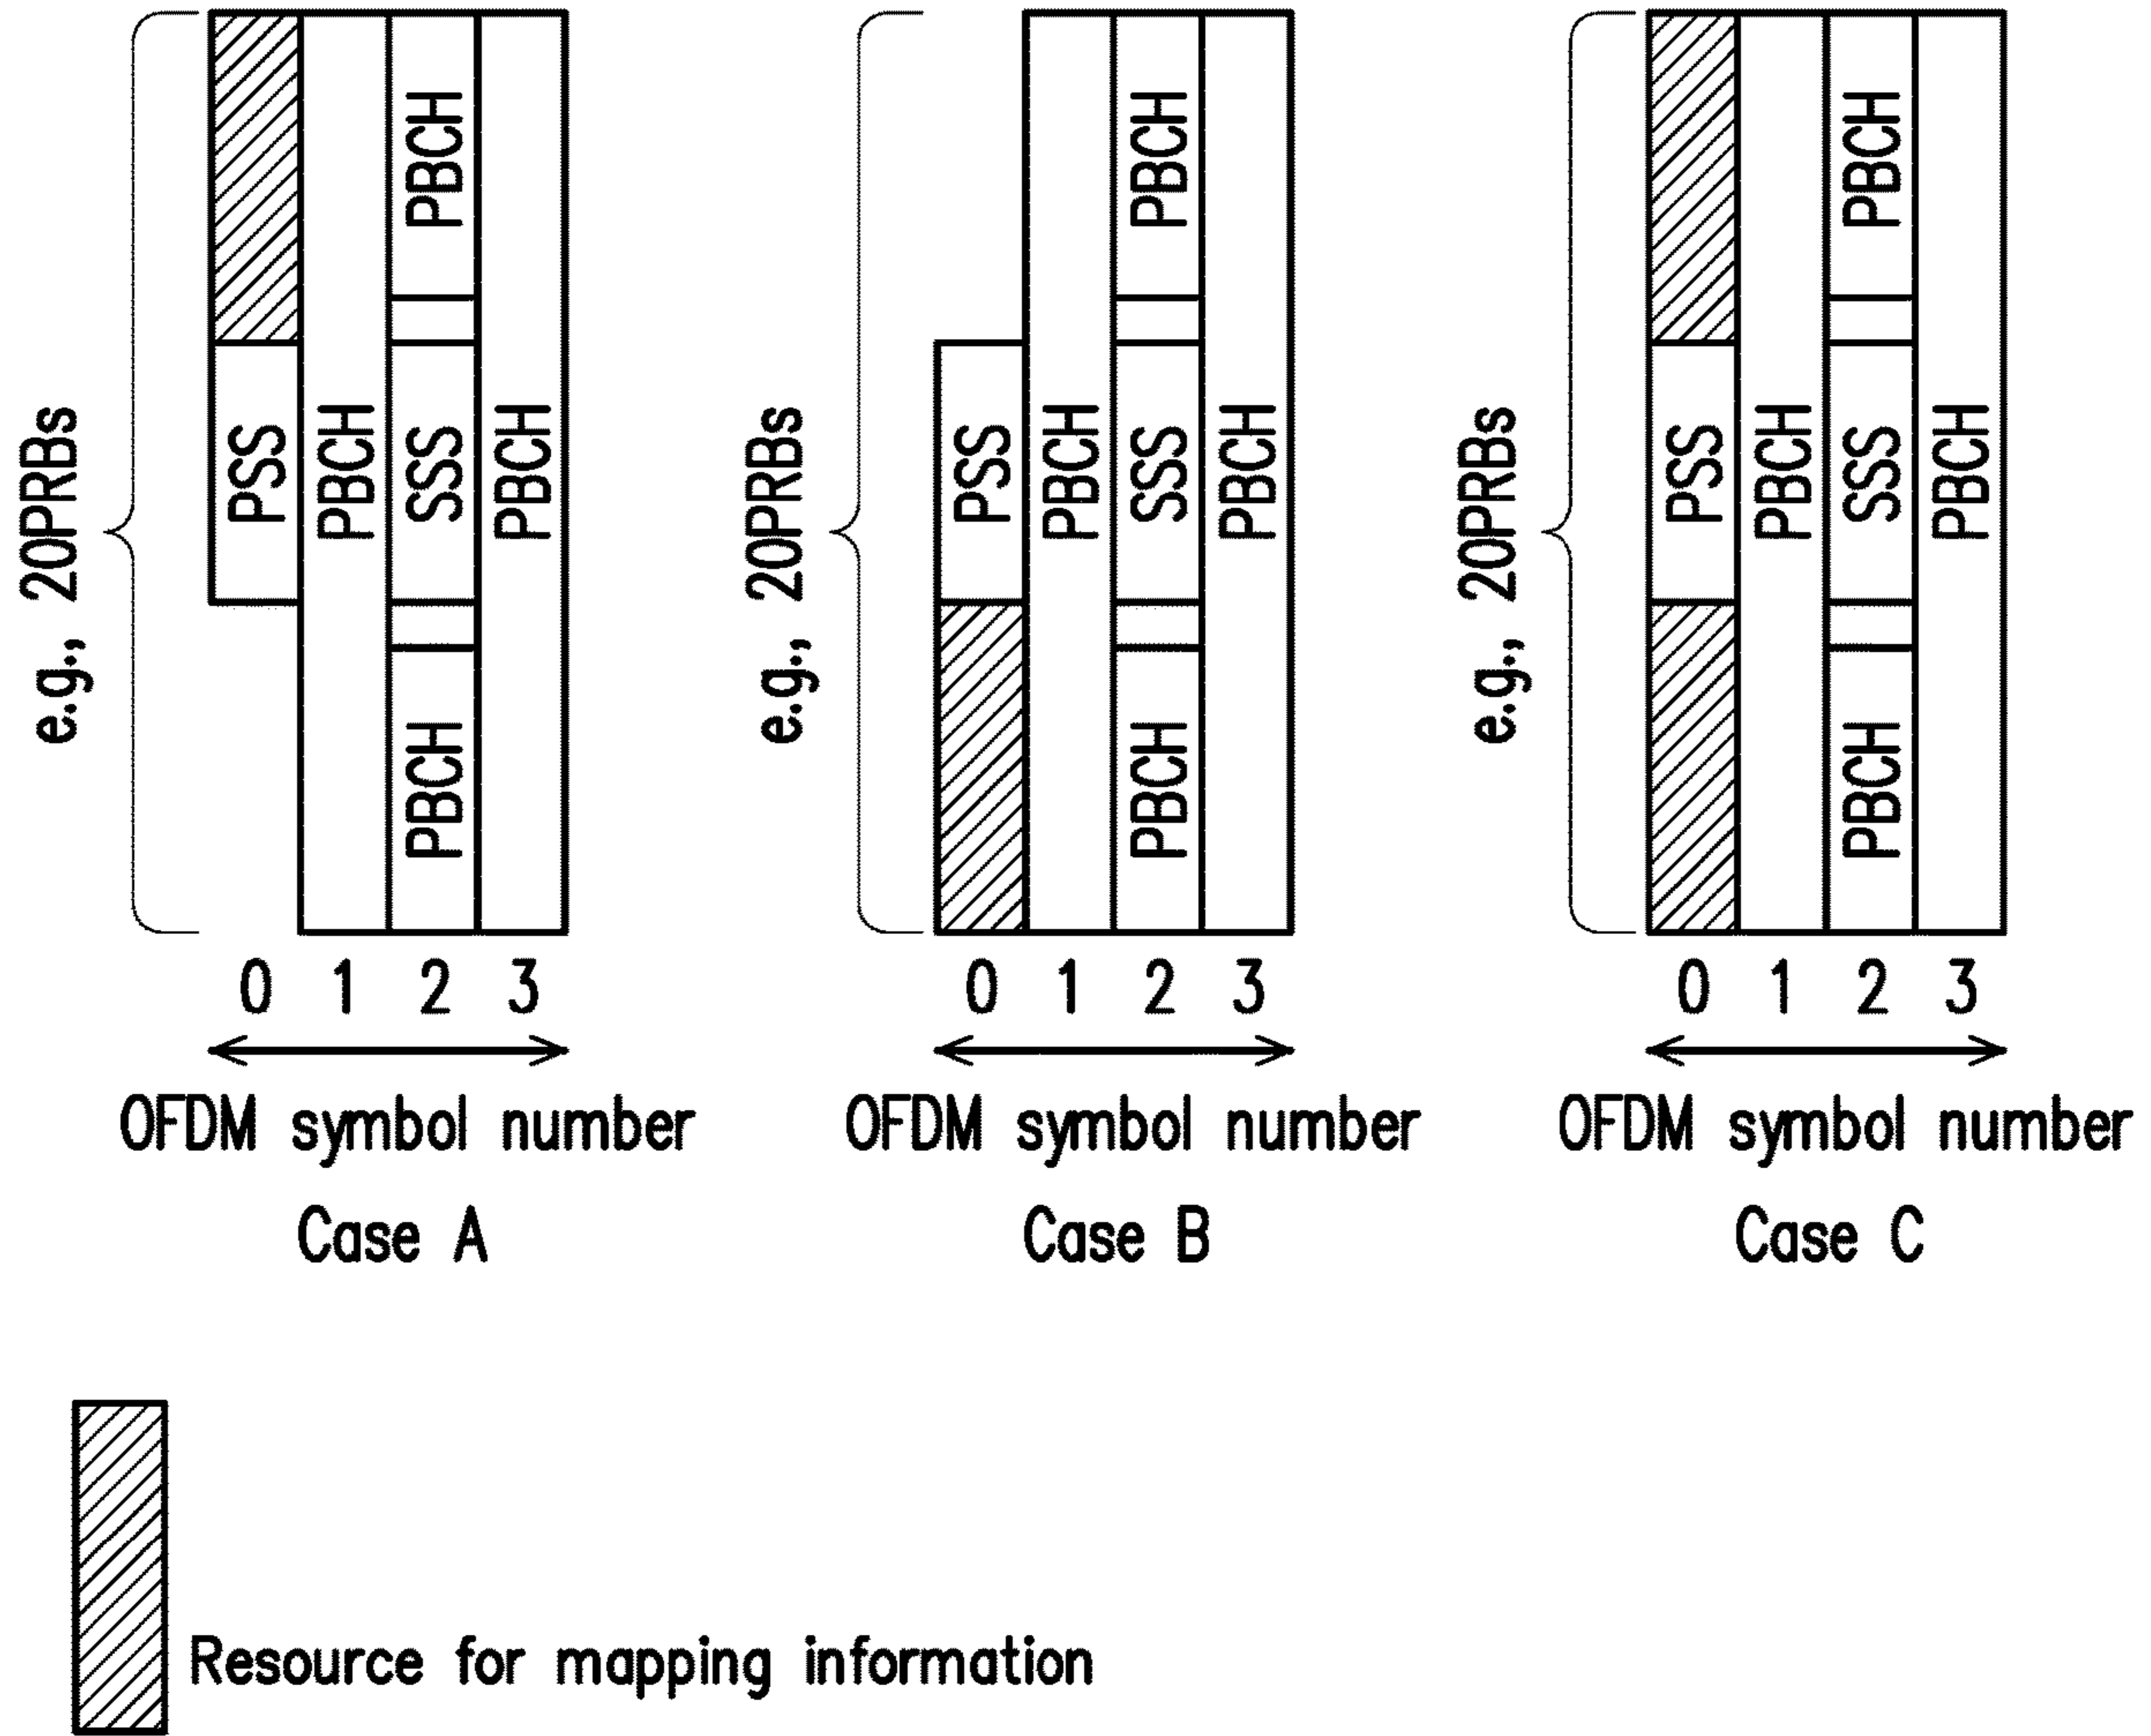 e.g., 20PRBs
PSS
PBCH
PBCH
SSS
PBCH
PBCH
0 1 2 3
OFDM symbol number
Case A
e.g., 20PRBs
PSS
PBCH
PBCH
SSS
PBCH
PBCH
0 1 2 3
OFDM symbol number
Case B
e.g., 20PRBs
PSS
PBCH
PBCH
SSS
PBCH
PBCH
0 1 2 3
OFDM symbol number
Case C
Resource for mapping information